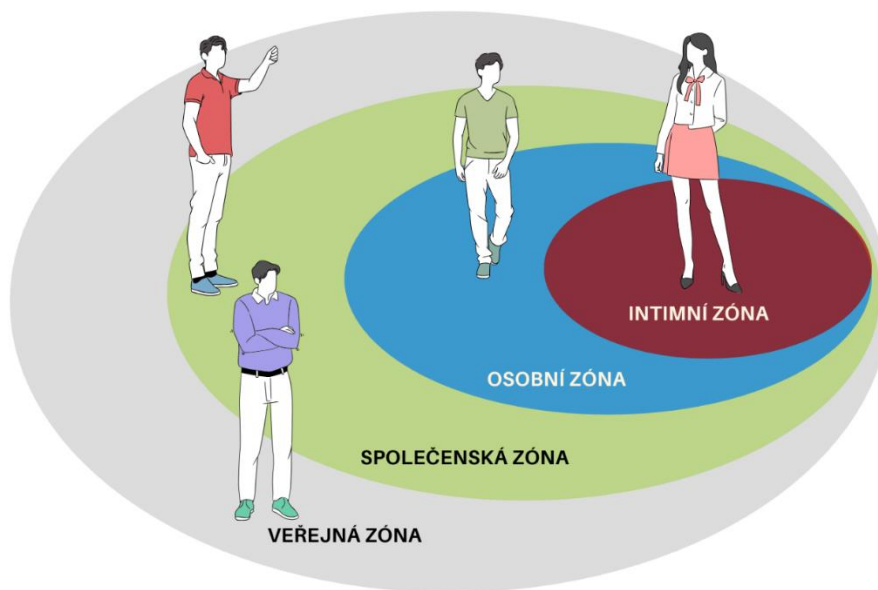 INTIMNÍ ZÓNA
OSOBNÍ ZÓNA
SPOLEČENSKÁ ZÓNA
VEŘEJNÁ ZÓNA